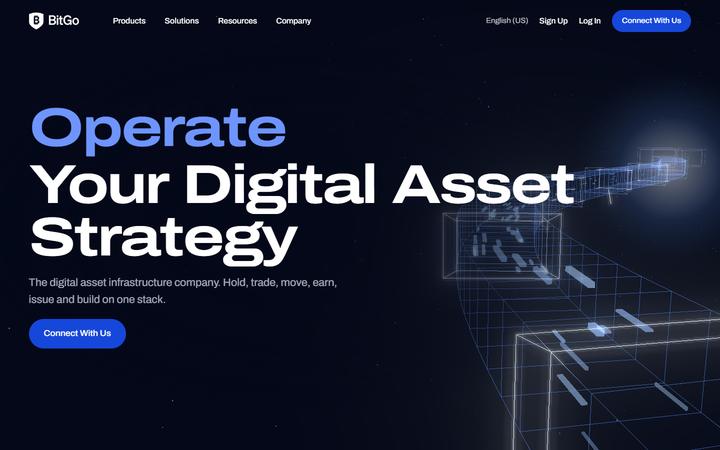 BitGo
Products
Solutions
Resources
Company
English (US)
Sign Up
Log In
Connect With Us
Operate
Your Digital Asset
Strategy
The digital asset infrastructure company. Hold, trade, move, earn,
issue and build on one stack.
Connect With Us